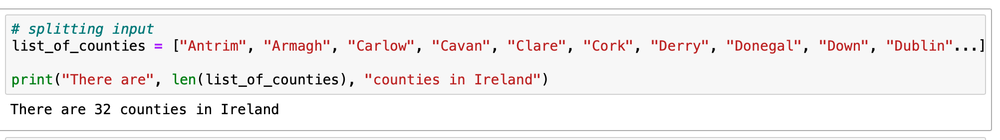 # splitting input
list_of_counties = ["Antrim", "Armagh", "Carlow", "Cavan", "Clare", "Cork", "Derry", "Donegal", "Down", "Dublin"...]
print("There are", len(list_of_counties), "counties in Ireland")
There are 32 counties in Ireland